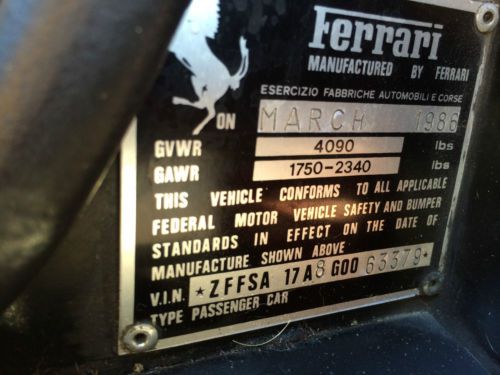 Ferrari
MANUFACTURED BY FERRARI
ESERCIZIO FABBRICHE AUTOMOBILI E CORSE
ON MARCH 1986
GVWR 4090 lbs
GAWR 1750-2340 lbs
THIS VEHICLE CONFORMS TO ALL APPLICABLE
FEDERAL MOTOR VEHICLE SAFETY AND BUMPER
STANDARDS IN EFFECT ON THE DATE OF
MANUFACTURE SHOWN ABOVE
V.I.N. *ZFFSA 17A8G00 63379*
TYPE PASSENGER CAR